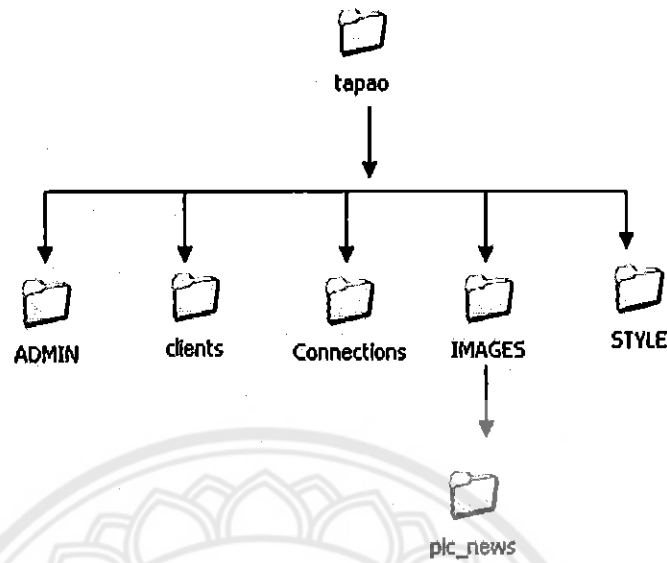 tapao
ADMIN
clients
Connections
IMAGES
STYLE
pic_news